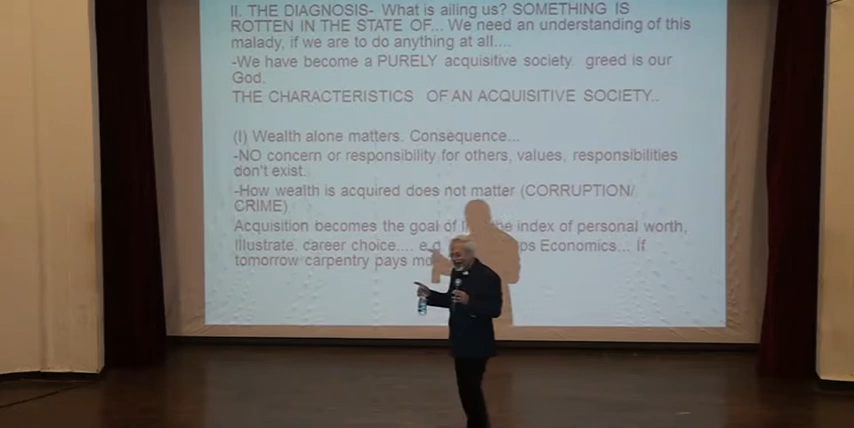 II. THE DIAGNOSIS- What is ailing us? SOMETHING IS
ROTTEN IN THE STATE OF... We need an understanding of this
malady, if we are to do anything at all....
-We have become a PURELY acquisitive society. greed is our
God.
THE CHARACTERISTICS OF AN ACQUISITIVE SOCIETY..
(I) Wealth alone matters. Consequence...
-NO concern or responsibility for others, values, responsibilities
don't exist.
-How wealth is acquired does not matter (CORRUPTION/
CRIME)
Acquisition becomes the goal of the index of personal worth,
Illustrate. career choice.... e.g. Economics... If
tomorrow carpentry pays